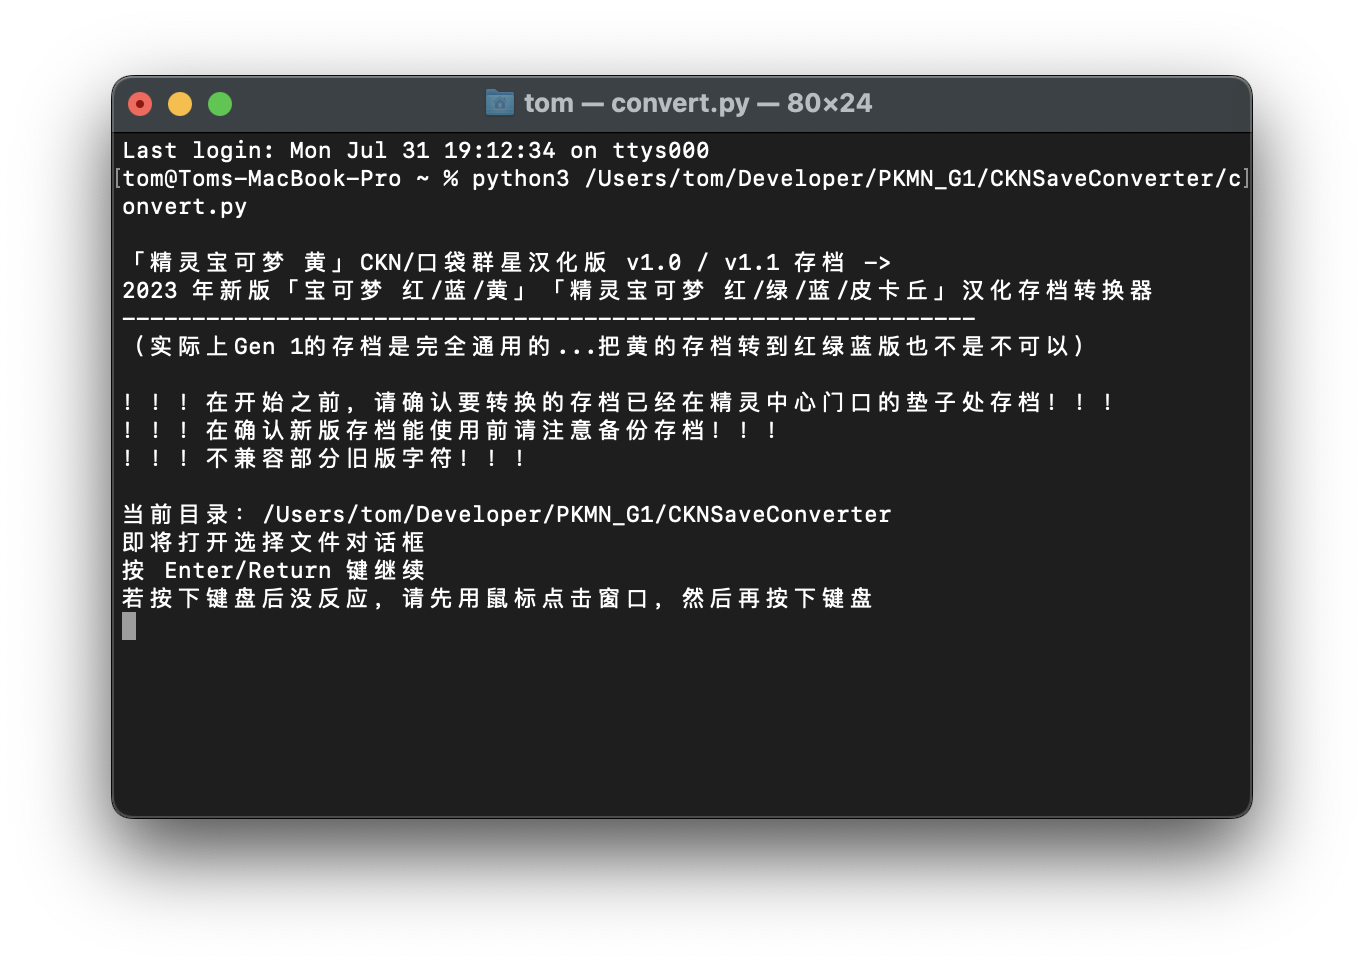 tom — convert.py — 80×24
Last login: Mon Jul 31 19:12:34 on ttys000
[tom@Toms-MacBook-Pro ~ % python3 /Users/tom/Developer/PKMN_G1/CKNSaveConverter/c]
onvert.py
「精灵宝可梦 黄」CKN/口袋群星汉化版 v1.0 / v1.1 存档 ->
2023 年新版「宝可梦 红/蓝/黄」「精灵宝可梦 红/绿/蓝/皮卡丘」汉化存档转换器
-------------------------------------------------------------
（实际上Gen 1的存档是完全通用的...把黄的存档转到红绿蓝版也不是不可以）
！！！在开始之前，请确认要转换的存档已经在精灵中心门口的垫子处存档！！！
！！！在确认新版存档能使用前请注意备份存档！！！
！！！不兼容部分旧版字符！！！
当前目录：/Users/tom/Developer/PKMN_G1/CKNSaveConverter
即将打开选择文件对话框
按 Enter/Return 键继续
若按下键盘后没反应，请先用鼠标点击窗口，然后再按下键盘